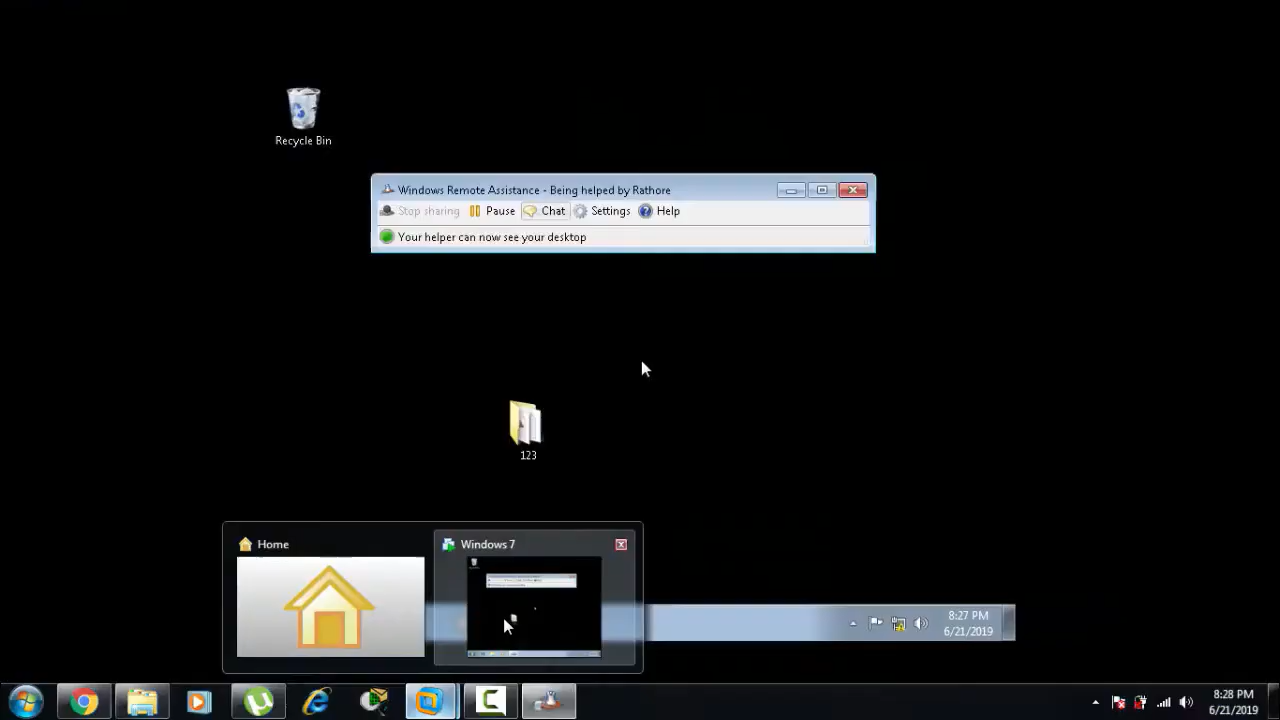 Recycle Bin
Windows Remote Assistance - Being helped by Rathore
Stop sharing Pause Chat Settings Help
Your helper can now see your desktop
123
Home Windows 7
8:27 PM
6/21/2019
8:28 PM
6/21/2019